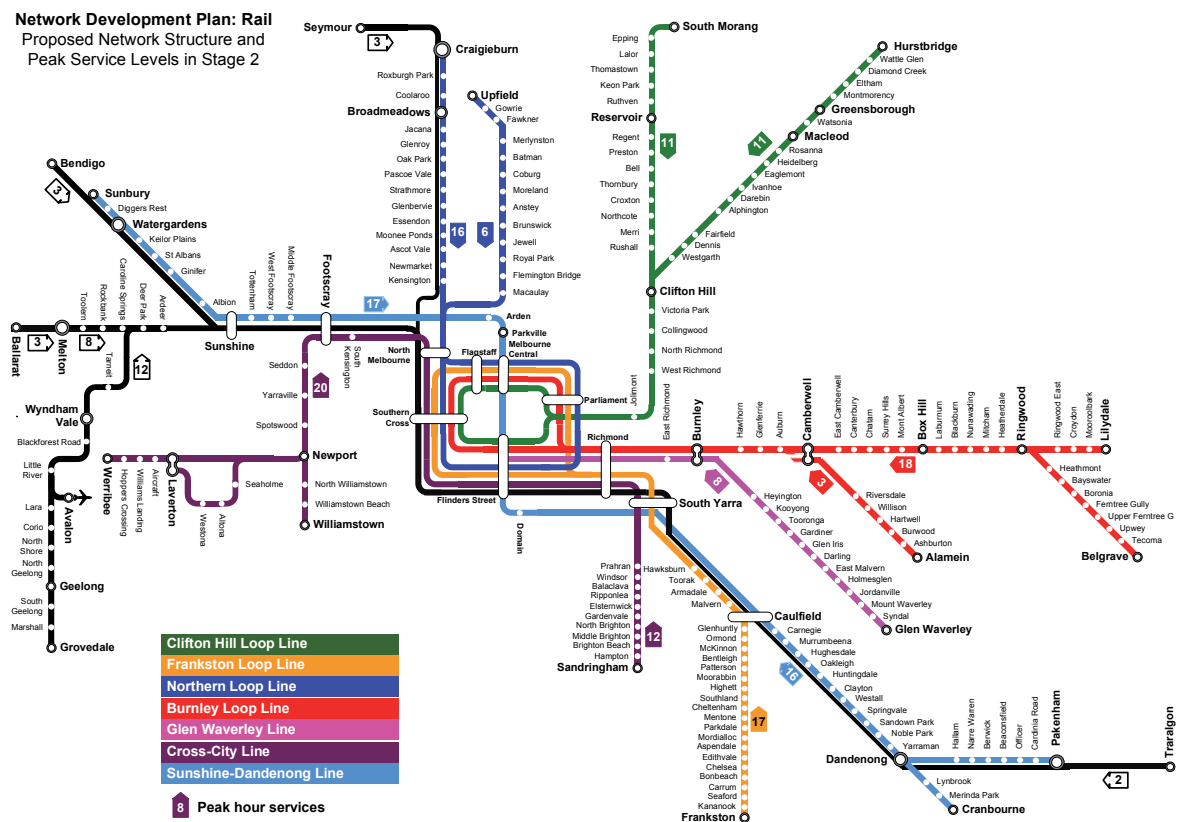 Network Development Plan: Rail
Proposed Network Structure and
Peak Service Levels in Stage 2
Seymour
3
Craigieburn
Roxburgh Park
Coolaroo
Broadmeadows
Jacana
Glenroy
Oak Park
Pascoe Vale
Strathmore
Glenbervie
Essendon
Moonee Ponds
Ascot Vale
Newmarket
Kensington
16
Upfield
Gowrie
Fawkner
Merlynston
Batman
Coburg
Moreland
Anstey
Brunswick
Jewell
Royal Park
Flemington Bridge
Macaulay
6
South Morang
Epping
Lalor
Thomastown
Keon Park
Ruthven
Reservoir
Regent
Preston
Bell
Thornbury
Croxton
Northcote
Merri
Rushall
11
Hurstbridge
Wattle Glen
Diamond Creek
Eltham
Montmorency
Greensborough
Watsonia
Macleod
Rosanna
Heidelberg
Eaglemont
Ivanhoe
Darebin
Alphington
Fairfield
Dennis
Westgarth
11
Clifton Hill
Victoria Park
Collingwood
North Richmond
West Richmond
Jolimont
Bendigo
3
Sunbury
Diggers Rest
Watergardens
Keilor Plains
St Albans
Ginifer
Albion
Sunshine
Tottenham
West Footscray
Middle Footscray
Footscray
17
Arden
Parkville
Melbourne
Central
Ballarat
3
Melton
8
Toolern
Rockbank
Caroline Springs
Deer Park
Ardeer
Tarneit
12
Wyndham
Vale
Blackforest Road
Little
River
Avalon
Lara
Corio
North
Shore
North
Geelong
Geelong
South
Geelong
Marshall
Grovedale
South
Kensington
Seddon
20
Yarraville
Spotswood
Newport
North Williamstown
Williamstown Beach
Williamstown
Werribee
Hoppers Crossing
Williams Landing
Aircraft
Laverton
Westona
Altona
Seaholme
North
Melbourne
Flagstaff
Parliament
Southern
Cross
Richmond
Flinders Street
Domain
South Yarra
East Richmond
Burnley
Hawthorn
Glenferrie
Auburn
Camberwell
East Camberwell
Canterbury
Chatam
Surrey Hills
Mont Albert
Box Hill
Laburnum
Blackburn
Nunawading
Mitcham
Heatherdale
Ringwood
Ringwood East
Croydon
Mooroolbark
Lilydale
18
Heathmont
Bayswater
Boronia
Ferntree Gully
Upper Ferntree G
Upwey
Tecoma
Belgrave
3
Riversdale
Willison
Hartwell
Burwood
Ashburton
Alamein
8
Heyington
Kooyong
Tooronga
Gardiner
Glen Iris
Darling
East Malvern
Holmesglen
Jordanville
Mount Waverley
Syndal
Glen Waverley
Prahran
Windsor
Balaclava
Ripponlea
Elsternwick
Gardenvale
North Brighton
Middle Brighton
Brighton Beach
Hampton
Sandringham
12
Hawksburn
Toorak
Armadale
Malvern
Caulfield
Glenhuntly
Ormond
McKinnon
Bentleigh
Patterson
Moorabbin
Highett
Southland
Cheltenham
Mentone
Parkdale
Mordialloc
Aspendale
Edithvale
Chelsea
Bonbeach
Carrum
Seaford
Kananook
Frankston
17
Carnegie
Murrumbeena
Hughesdale
Oakleigh
Huntingdale
Clayton
Westall
Springvale
Sandown Park
Noble Park
Yarraman
16
Dandenong
Hallam
Narre Warren
Berwick
Beaconsfield
Officer
Cardinia Road
Pakenham
Traralgon
2
Lynbrook
Merinda Park
Cranbourne
Clifton Hill Loop Line
Frankston Loop Line
Northern Loop Line
Burnley Loop Line
Glen Waverley Line
Cross-City Line
Sunshine-Dandenong Line
8 Peak hour services